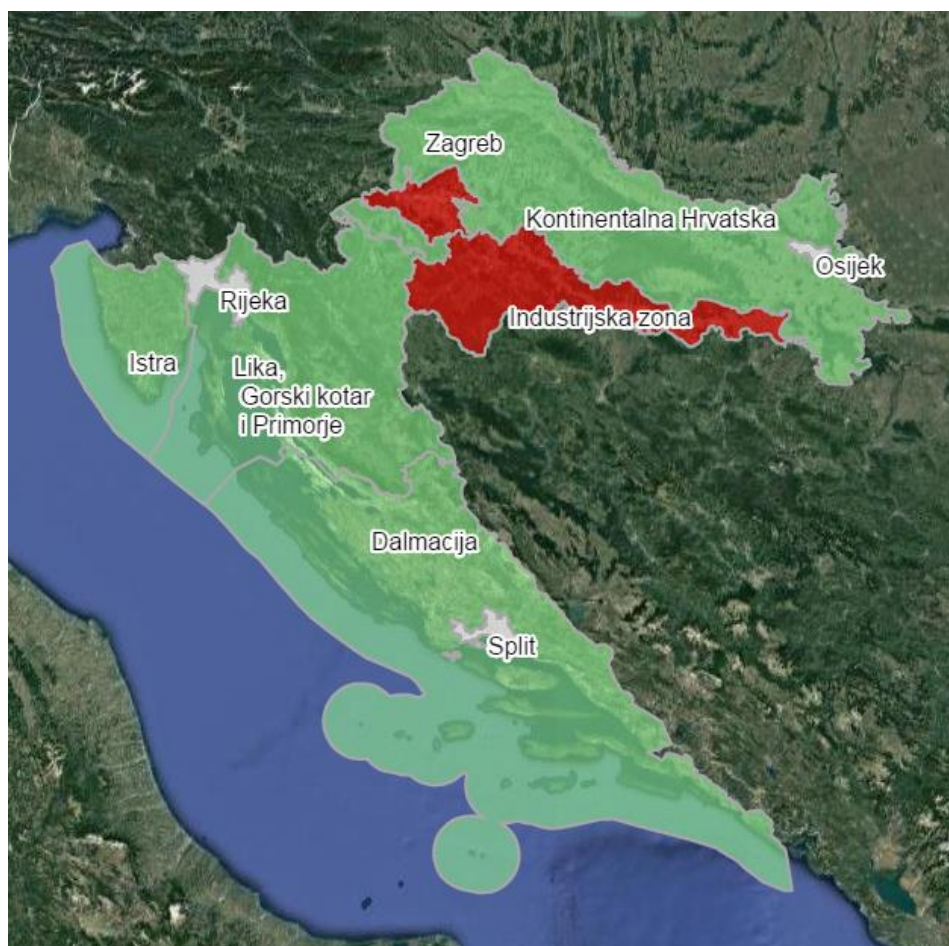 Zagreb
Kontinentalna Hrvatska
Osijek
Rijeka
Industrijska zona
Istra
Lika,
Gorski kotar
i Primorje
Dalmacija
Split